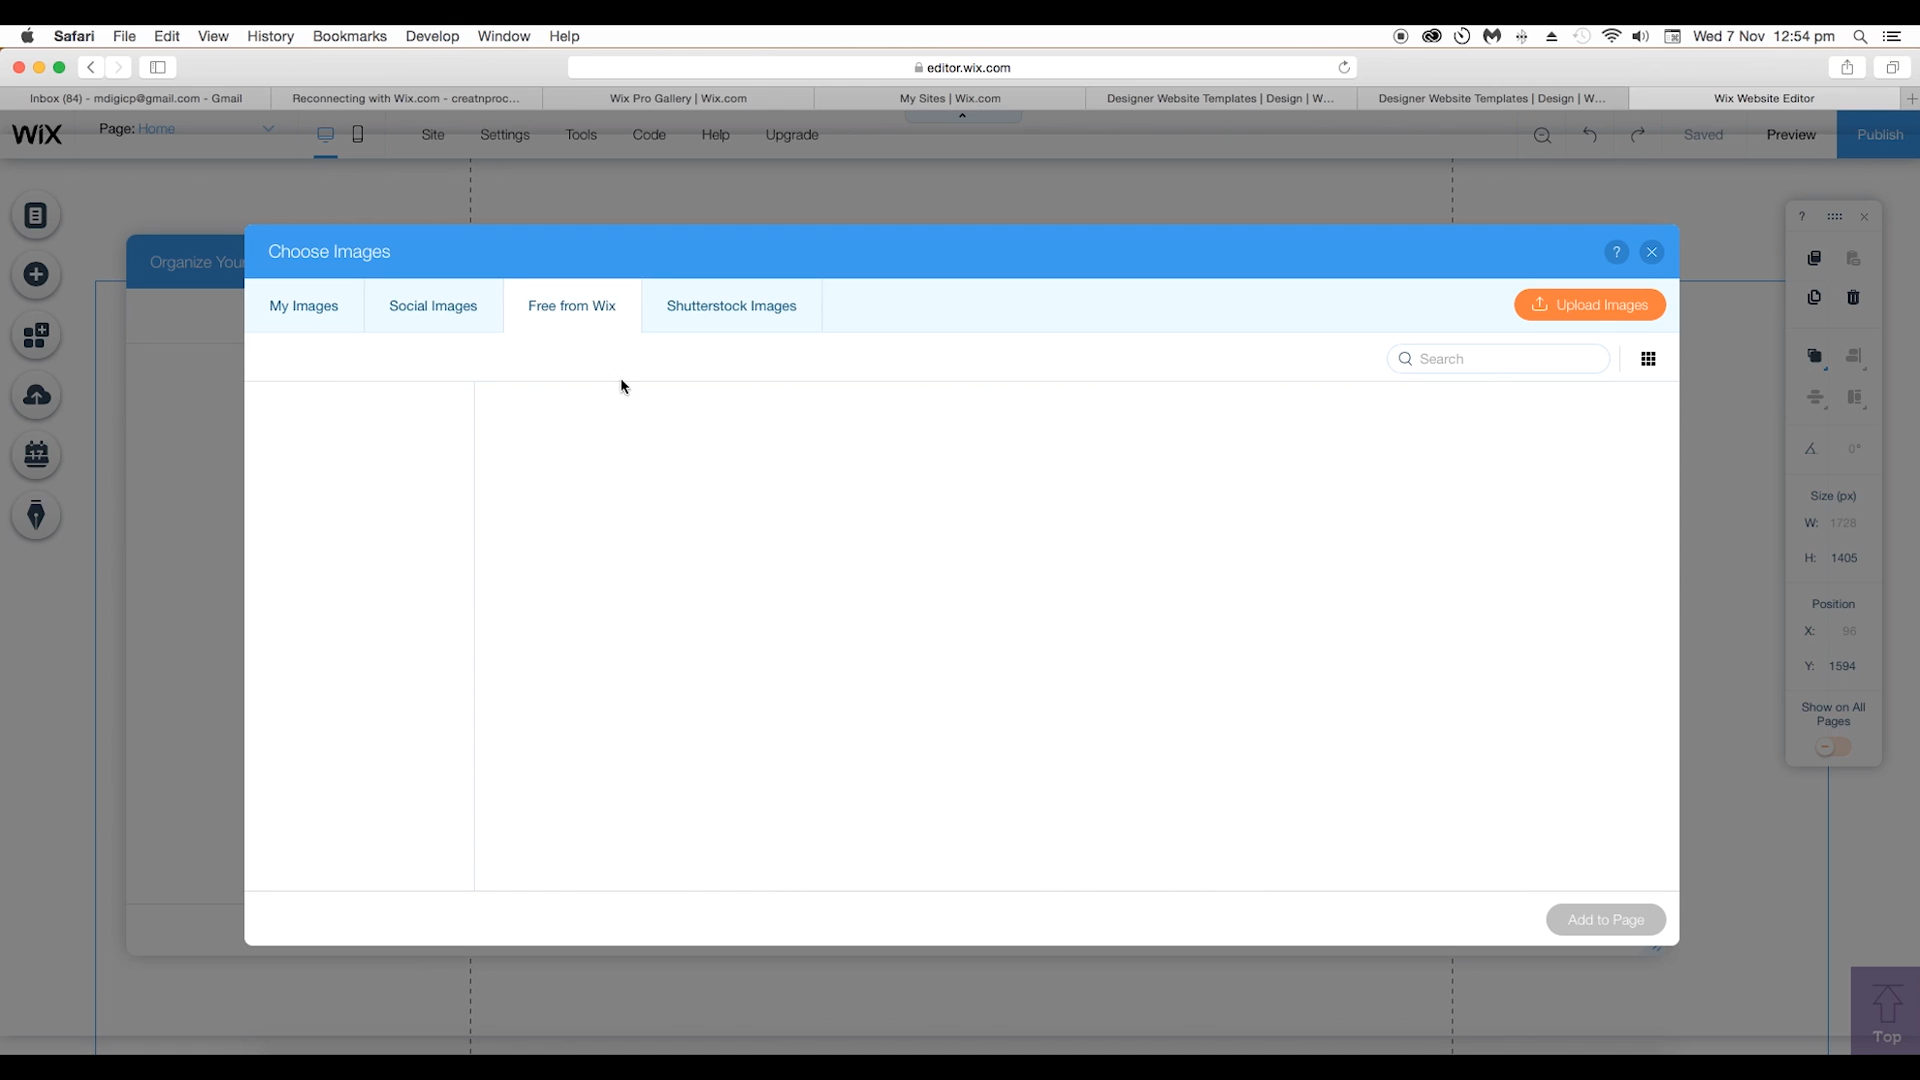 Safari File Edit View History Bookmarks Develop Window Help Wed 7 Nov 12:54 pm
editor.wix.com
Inbox (84) - mdigicp@gmail.com - Gmail Reconnecting with Wix.com - creatnproc... Wix Pro Gallery | Wix.com My Sites | Wix.com Designer Website Templates | Design | W... Designer Website Templates | Design | W... Wix Website Editor
WiX Page: Home Site Settings Tools Code Help Upgrade Saved Preview Publish
Organize Your
Choose Images
?
?
My Images Social Images Free from Wix Shutterstock Images Upload Images
Search
17
0°
Size (px)
W: 1728
H: 1405
Position
X: 96
Y: 1594
Show on All
Pages
Add to Page
Top